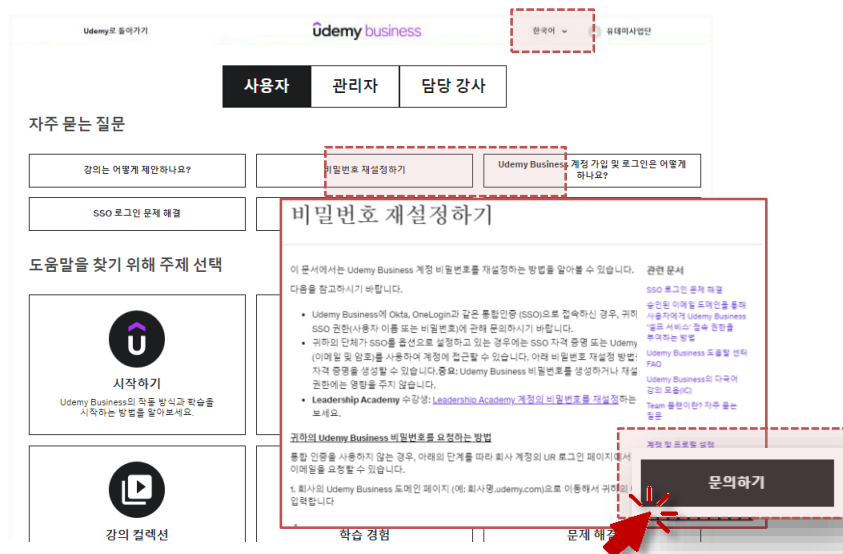 Udemy로 돌아가기
ûdemy business
한국어
유데미사업단
사용자
관리자
담당 강사
자주 묻는 질문
강의는 어떻게 제안하나요?
비밀번호 재설정하기
Udemy Business 계정 가입 및 로그인은 어떻게
하나요?
SSO 로그인 문제 해결
도움말을 찾기 위해 주제 선택
시작하기
Udemy Business의 작동 방식과 학습을
시작하는 방법을 알아보세요.
강의 컬렉션
학습 경험
문제 해결
비밀번호 재설정하기
이 문서에서는 Udemy Business 계정 비밀번호를 재설정하는 방법을 알아볼 수 있습니다.
다음을 참고하시기 바랍니다.
• Udemy Business에 Okta, OneLogin과 같은 통합인증 (SSO)으로 접속하신 경우, 귀하
SSO 권한(사용자 이름 또는 비밀번호)에 관해 문의하시기 바랍니다.
• 귀하의 단체가 SSO를 옵션으로 설정하고 있는 경우에는 SSO 자격 증명 또는 Udemy
(이메일 및 암호)를 사용하여 계정에 접근할 수 있습니다. 아래 비밀번호 재설정 방법
자격 증명을 생성할 수 있습니다.중요: Udemy Business 비밀번호를 생성하거나 재설
권한에는 영향을 주지 않습니다.
• Leadership Academy 수강생: Leadership Academy 계정의 비밀번호를 재설정하는
보세요.
귀하의 Udemy Business 비밀번호를 요청하는 방법
통합 인증을 사용하지 않는 경우, 아래의 단계를 따라 회사 계정의 UR 로그인 페이지에서
이메일을 요청할 수 있습니다.
1. 회사의 Udemy Business 도메인 페이지 (예: 회사명.udemy.com)으로 이동해서 귀하의
입력합니다
관련 문서
SSO 로그인 문제 해결
승인된 이메일 도메인을 통해
사용자에게 Udemy Business
'셀프 서비스' 접속 권한을
부여하는 방법
Udemy Business 도움말 센터
FAQ
Udemy Business의 다국어
강의 모음(IC)
Team 플랜이란? 자주 묻는
질문
계정 및 프로필 설정
문의하기